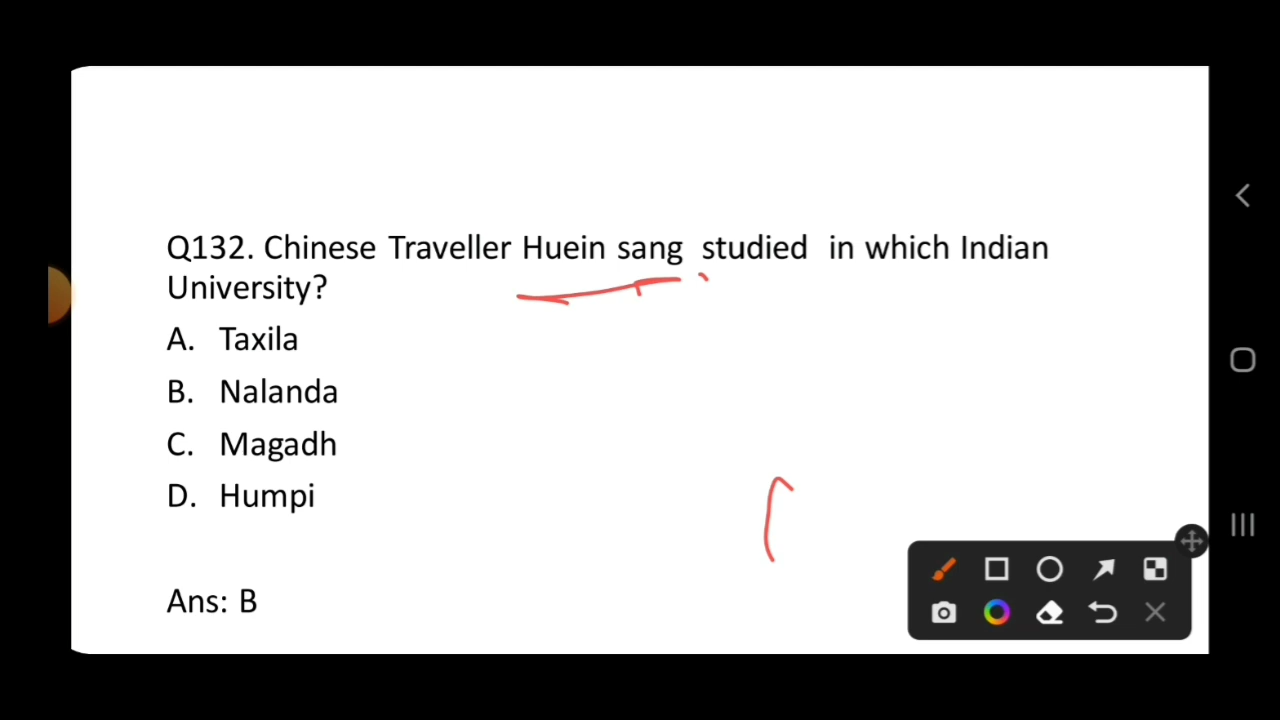 Q132. Chinese Traveller Huein sang studied in which Indian
University?
A. Taxila
B. Nalanda
C. Magadh
D. Humpi
Ans: B